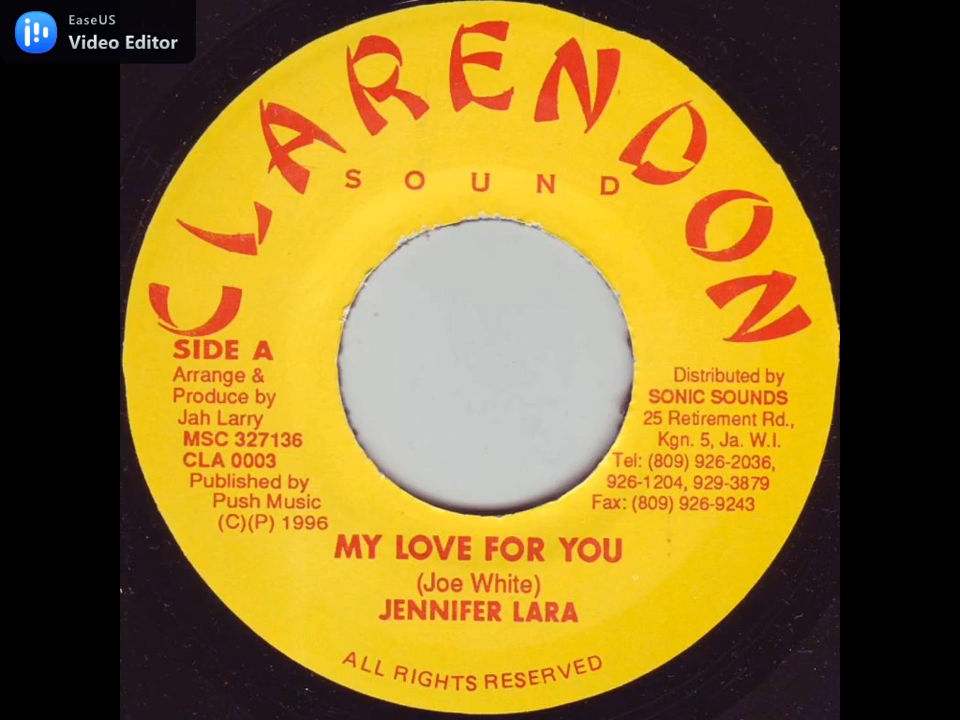 EaseUS
Video Editor
CLARENDON
SOUND
SIDE A
Arrange &
Produce by
Jah Larry
MSC 327136
CLA 0003
Published by
Push Music
(C)(P) 1996
Distributed by
SONIC SOUNDS
25 Retirement Rd.,
Kgn. 5, Ja. W.I.
Tel: (809) 926-2036,
926-1204, 929-3879
Fax: (809) 926-9243
MY LOVE FOR YOU
(Joe White)
JENNIFER LARA
ALL RIGHTS RESERVED